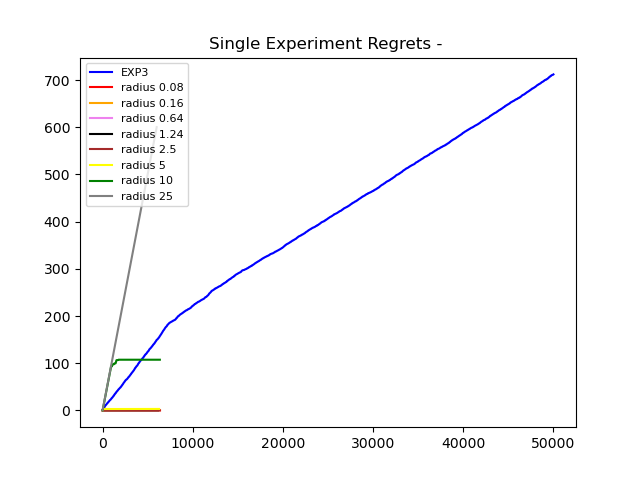 Single Experiment Regrets -
EXP3
radius 0.08
radius 0.16
radius 0.64
radius 1.24
radius 2.5
radius 5
radius 10
radius 25
700
600
500
400
300
200
100
0
0 10000 20000 30000 40000 50000